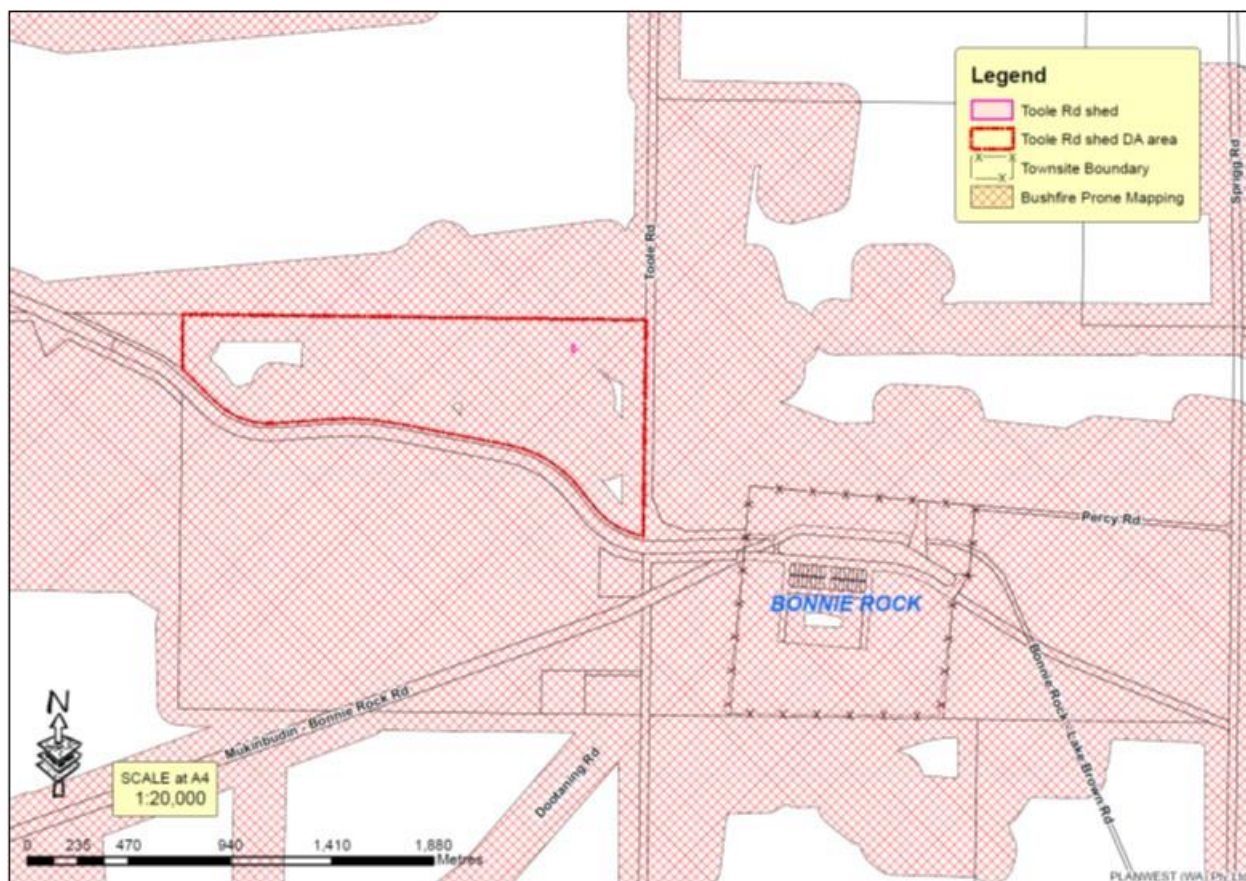 Legend
Toole Rd shed
Toole Rd shed DA area
Townsite Boundary
Bushfire Prone Mapping
Sprigg Rd
Toole Rd
Percy Rd
BONNIE ROCK
Mukinbudin - Bonnie Rock Rd
Bonnie Rock - Lake Brown Rd
Dootaning Rd
N
SCALE at A4
1:20,000
0 235 470 940 1,410 1,880
Metres
PLANWEST (WA)